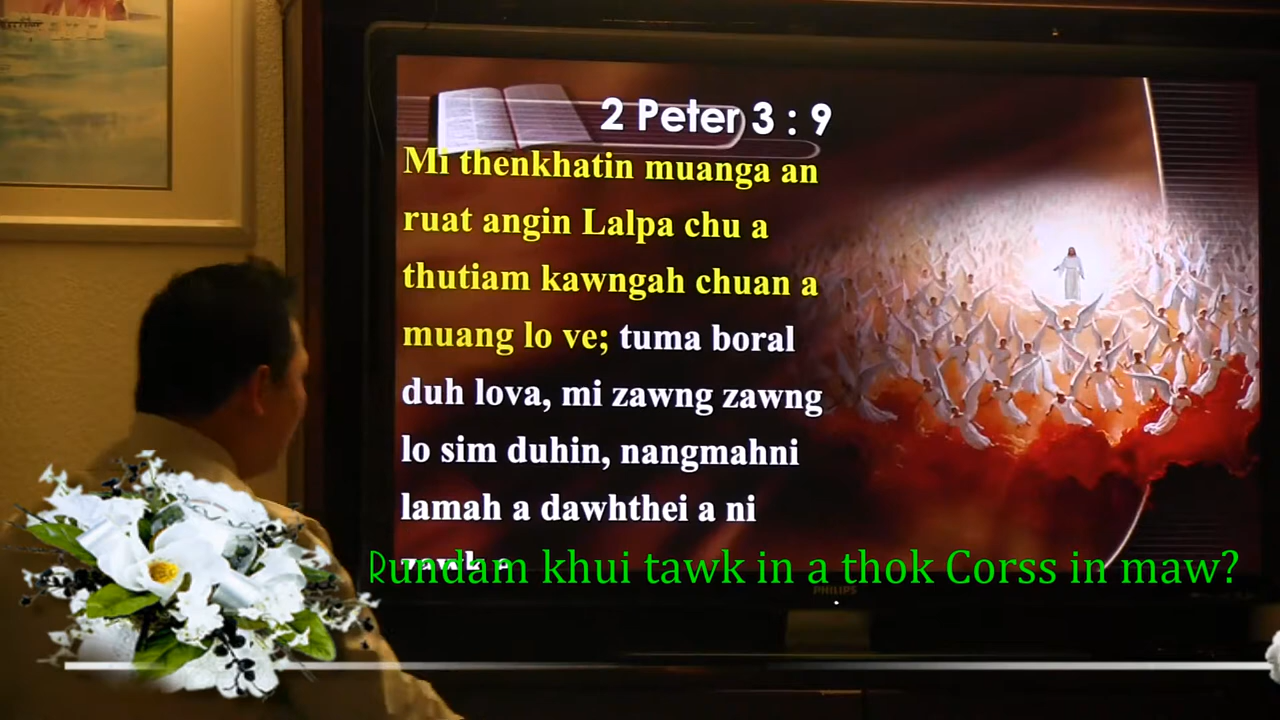 2 Peter 3 : 9
Mi thenkhatin muanga an
ruat angin Lalpa chu a
thutiam kawngah chuan a
muang lo ve; tuma boral
duh lova, mi zawng zawng
lo sim duhin, nangmahni
lamah a dawhthei a ni
zawk a
Rundam khui tawk in a thok Corss in maw?
PHILIPS